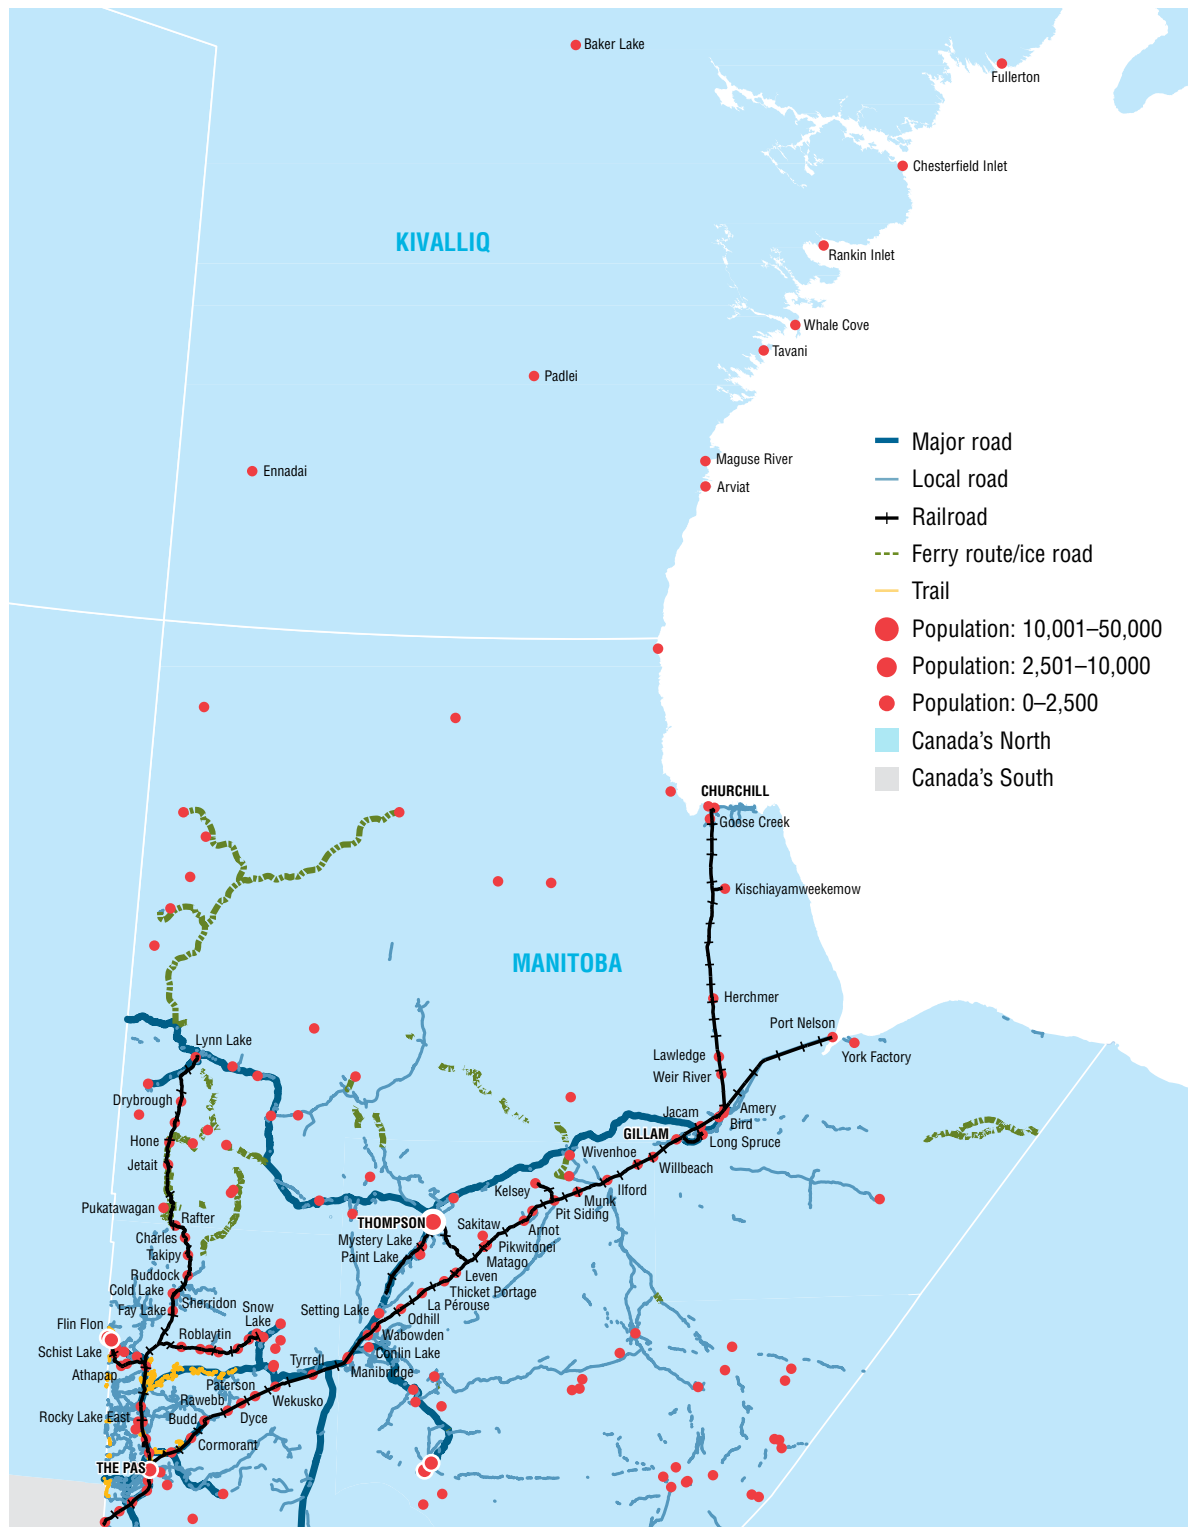 Baker Lake
Fullerton
Chesterfield Inlet
KIVALLIQ
Rankin Inlet
Whale Cove
Tavani
Padlei
Major road
Maguse River
Ennadai
Local road
Arviat
Railroad
Ferry route/ice road
Trail
Population: 10,001–50,000
Population: 2,501–10,000
Population: 0–2,500
Canada's North
Canada's South
CHURCHILL
Goose Creek
Kischiayamweekemow
MANITOBA
Herchmer
Port Nelson
Lynn Lake
Lawledge
York Factory
Weir River
Drybrough
Jacam
Amery
Bird
Hone
GILLAM
Long Spruce
Wivenhoe
Jetait
Willbeach
Kelsey
Ilford
Munk
Pukatawagan
Pit Siding
Rafter
THOMPSON
Sakitaw
Arnot
Charles
Mystery Lake
Pikwitonei
Takipy
Paint Lake
Matago
Ruddock
Leven
Cold Lake
Thicket Portage
Sherridon
Snow
Lake
La Pérouse
Fay Lake
Setting Lake
Odhill
Flin Flon
Roblaytin
Wabowden
Schist Lake
Conlin Lake
Tyrrell
Athapap
Manibridge
Paterson
Rawebb
Wekusko
Rocky Lake East
Budd
Dyce
Cormorant
THE PAS